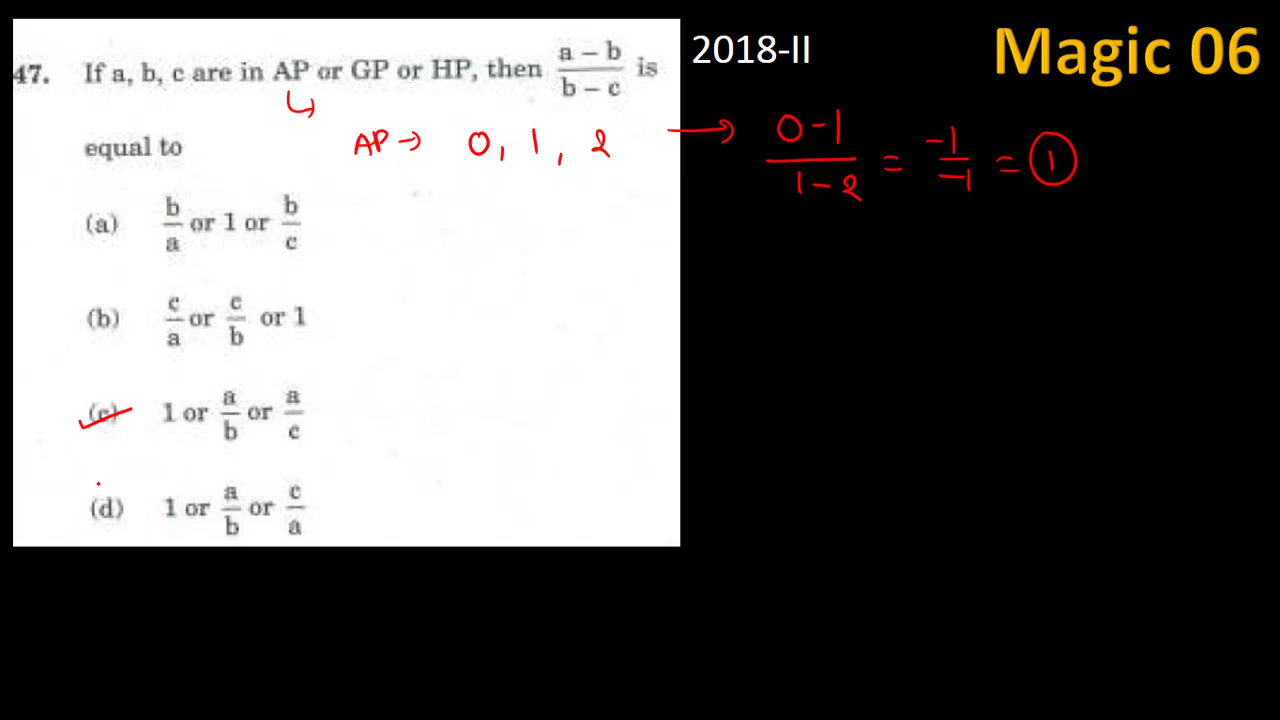 2018-II
Magic 06
47. If a, b, c are in AP or GP or HP, then (a – b)/(b – c) is
equal to
AP → 0, 1, 2 → (0-1)/(1-2) = -1/-1 = 1
(a) b/a or 1 or b/c
(b) c/a or c/b or 1
(c) 1 or a/b or a/c
(d) 1 or a/b or c/a